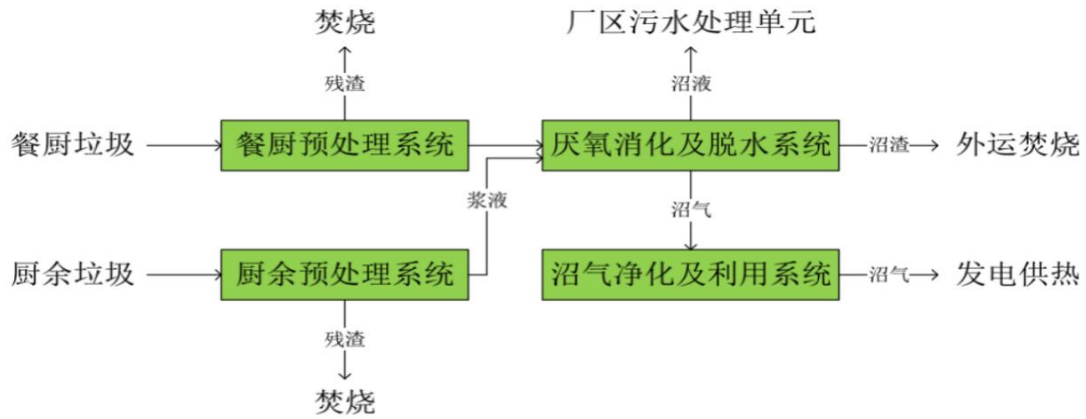 焚烧
厂区污水处理单元
残渣
沼液
餐厨垃圾
餐厨预处理系统
厌氧消化及脱水系统
沼渣
外运焚烧
浆液
沼气
厨余垃圾
厨余预处理系统
沼气净化及利用系统
沼气
发电供热
残渣
焚烧